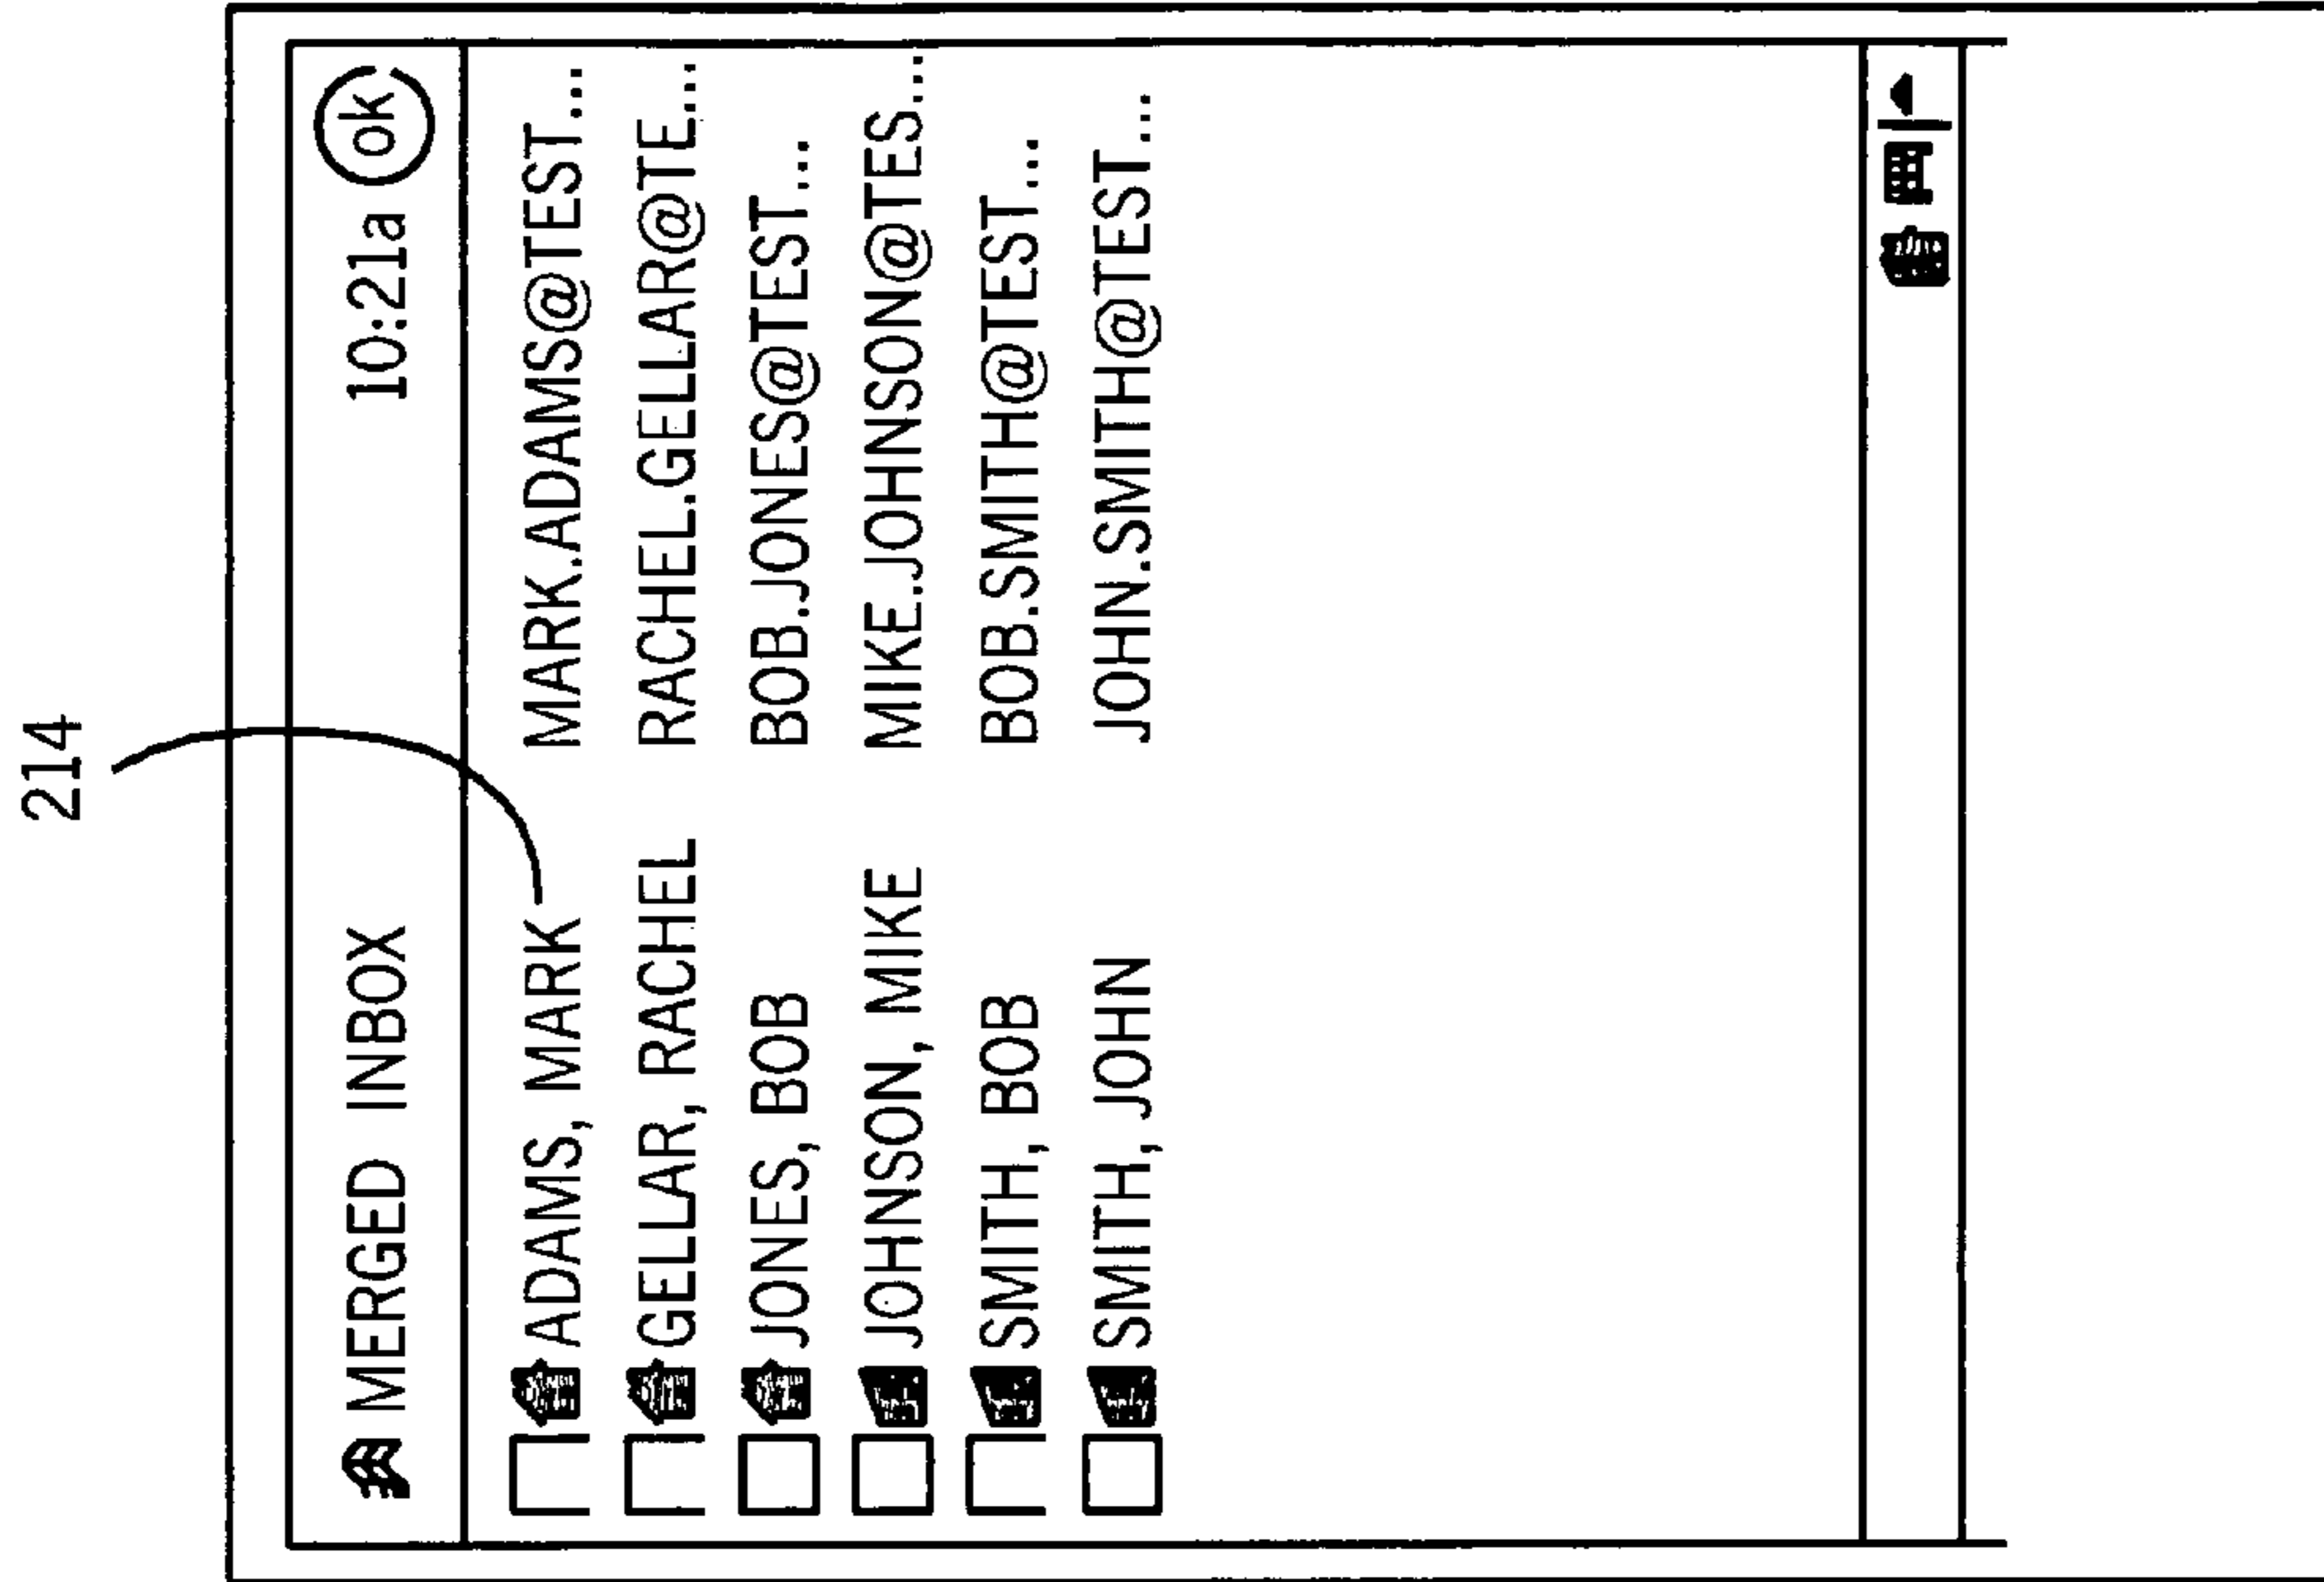 214
MERGED INBOX 10:21a ok
ADAMS, MARK MARK.ADAMS@TEST...
GELLAR, RACHEL RACHEL.GELLAR@TE...
JONES, BOB BOB.JONES@TEST...
JOHNSON, MIKE MIKE.JOHNSON@TES...
SMITH, BOB BOB.SMITH@TEST...
SMITH, JOHN JOHN.SMITH@TEST...